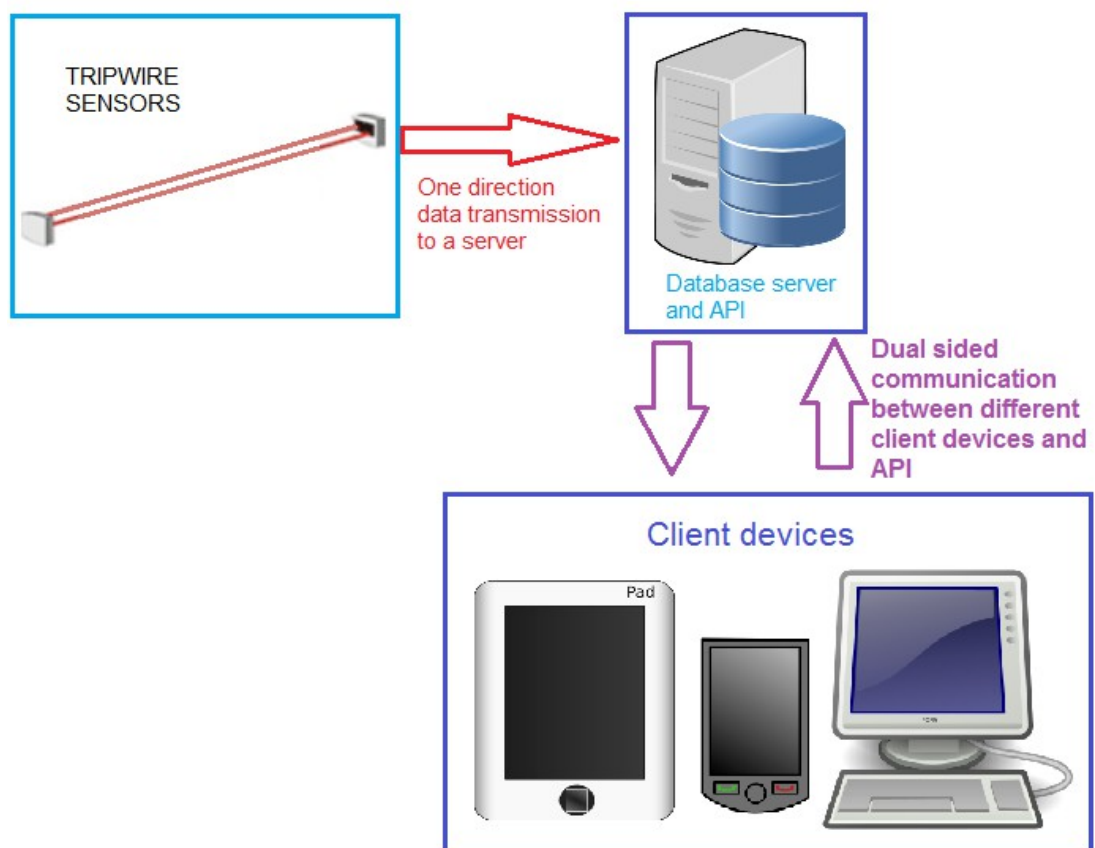 TRIPWIRE
SENSORS
One direction
data transmission
to a server
Database server
and API
Dual sided
communication
between different
client devices and
API
Client devices
Pad